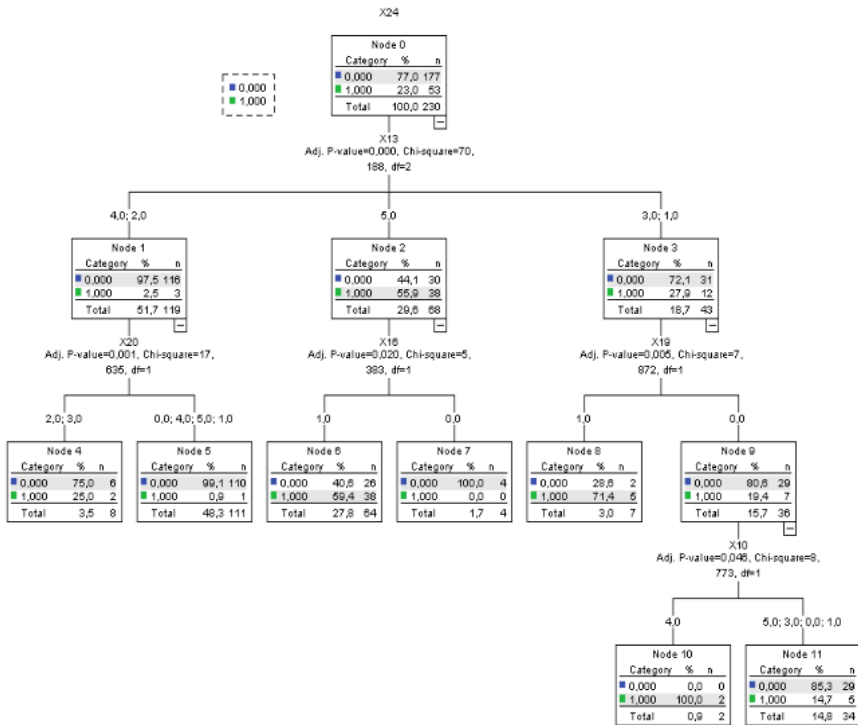 X24
Node 0
Category % n
0,000 77,0 177
1,000 23,0 53
Total 100,0 230
0,000
1,000
X13
Adj. P-value=0,000, Chi-square=70,
188, df=2
4,0; 2,0
5,0
3,0; 1,0
Node 1
Category % n
0,000 97,5 116
1,000 2,5 3
Total 51,7 119
Node 2
Category % n
0,000 44,1 30
1,000 55,9 38
Total 29,6 68
Node 3
Category % n
0,000 72,1 31
1,000 27,9 12
Total 18,7 43
X20
Adj. P-value=0,001, Chi-square=17,
635, df=1
X16
Adj. P-value=0,020, Chi-square=5,
383, df=1
X19
Adj. P-value=0,005, Chi-square=7,
872, df=1
2,0; 3,0
0,0; 4,0; 5,0; 1,0
1,0
0,0
1,0
0,0
Node 4
Category % n
0,000 75,0 6
1,000 25,0 2
Total 3,5 8
Node 5
Category % n
0,000 99,1 110
1,000 0,9 1
Total 48,3 111
Node 6
Category % n
0,000 40,6 26
1,000 59,4 38
Total 27,8 64
Node 7
Category % n
0,000 100,0 4
1,000 0,0 0
Total 1,7 4
Node 8
Category % n
0,000 28,6 2
1,000 71,4 5
Total 3,0 7
Node 9
Category % n
0,000 80,6 29
1,000 19,4 7
Total 15,7 36
X10
Adj. P-value=0,046, Chi-square=8,
773, df=1
4,0
5,0; 3,0; 0,0; 1,0
Node 10
Category % n
0,000 0,0 0
1,000 100,0 2
Total 0,9 2
Node 11
Category % n
0,000 85,3 29
1,000 14,7 5
Total 14,8 34